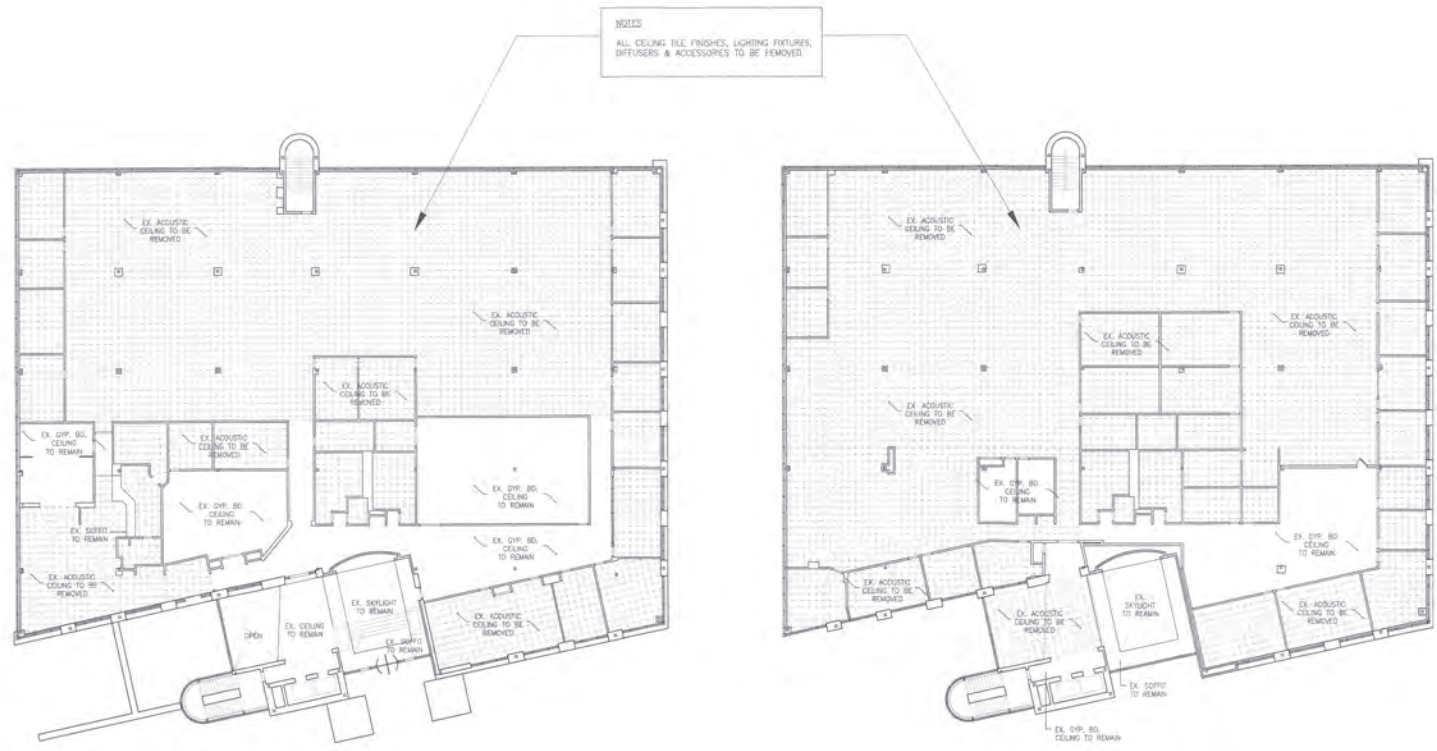 NOTES
ALL CEILING TILE FINISHES, LIGHTING FIXTURES,
DIFFUSERS & ACCESSORIES TO BE REMOVED.
EX. ACOUSTIC
CEILING TO BE
REMOVED
EX. ACOUSTIC
CEILING TO BE
REMOVED
EX. ACOUSTIC
CEILING TO BE
REMOVED
EX. GYP. BD.
CEILING
TO REMAIN
EX. ACOUSTIC
CEILING TO BE
REMOVED
EX. GYP. BD.
CEILING
TO REMAIN
EX. GYP. BD.
CEILING
TO REMAIN
EX. SOFFIT
TO REMAIN
EX. GYP. BD.
CEILING
TO REMAIN
EX. ACOUSTIC
CEILING TO BE
REMOVED
OPEN
EX. CEILING
TO REMAIN
EX. SKYLIGHT
TO REMAIN
EX. SOFFIT
TO REMAIN
EX. ACOUSTIC
CEILING TO BE
REMOVED
EX. ACOUSTIC
CEILING TO BE
REMOVED
EX. ACOUSTIC
CEILING TO BE
REMOVED
EX. ACOUSTIC
CEILING TO BE
REMOVED
EX. ACOUSTIC
CEILING TO BE
REMOVED
EX. GYP. BD.
CEILING
TO REMAIN
EX. GYP. BD.
CEILING
TO REMAIN
EX. ACOUSTIC
CEILING TO BE
REMOVED
EX. ACOUSTIC
CEILING TO BE
REMOVED
EX.
SKYLIGHT
TO REMAIN
EX. ACOUSTIC
CEILING TO BE
REMOVED
EX. SOFFIT
TO REMAIN
EX. GYP. BD.
CEILING TO REMAIN